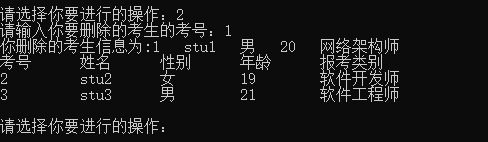 请选择你要进行的操作：2
请输入你要删除的考生的考号：1
你删除的考生信息为:1 stu1 男 20 网络架构师
考号 姓名 性别 年龄 报考类别
2 stu2 女 19 软件开发师
3 stu3 男 21 软件工程师
请选择你要进行的操作：